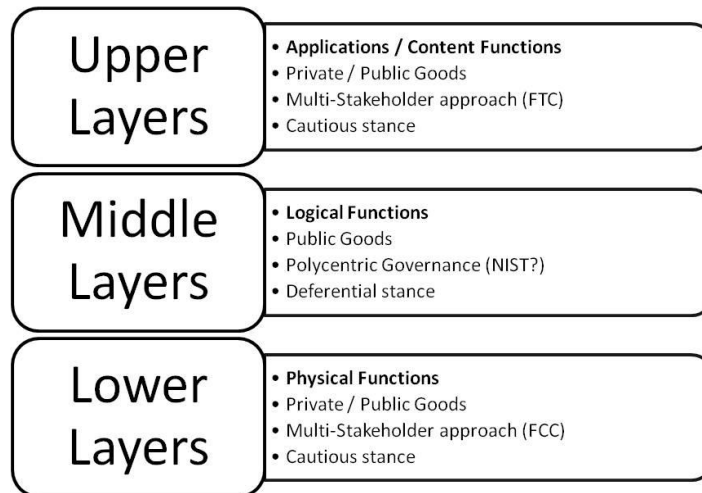 Upper
Layers
• Applications / Content Functions
• Private / Public Goods
• Multi-Stakeholder approach (FTC)
• Cautious stance
Middle
Layers
• Logical Functions
• Public Goods
• Polycentric Governance (NIST?)
• Deferential stance
Lower
Layers
• Physical Functions
• Private / Public Goods
• Multi-Stakeholder approach (FCC)
• Cautious stance